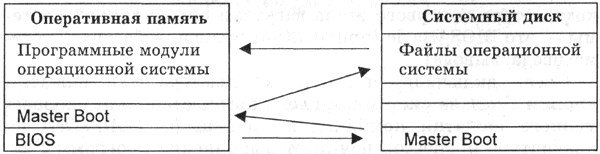 Оперативная память
Программные модули
операционной системы
Master Boot
BIOS
Системный диск
Файлы операционной
системы
Master Boot